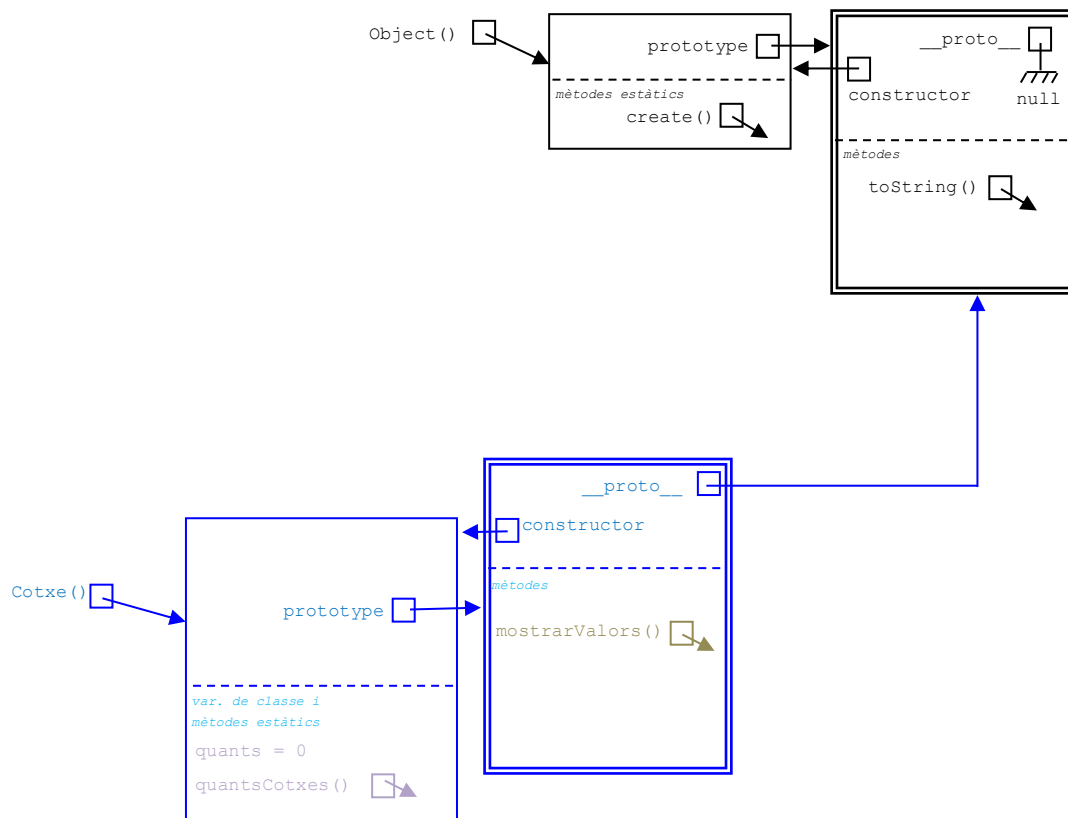 Object()
prototype
mètodes estàtics
create()
__proto__
constructor
null
mètodes
toString()
__proto__
constructor
mètodes
mostrarValors()
Cotxe()
prototype
var. de classe i
mètodes estàtics
quants = 0
quantsCotxes()